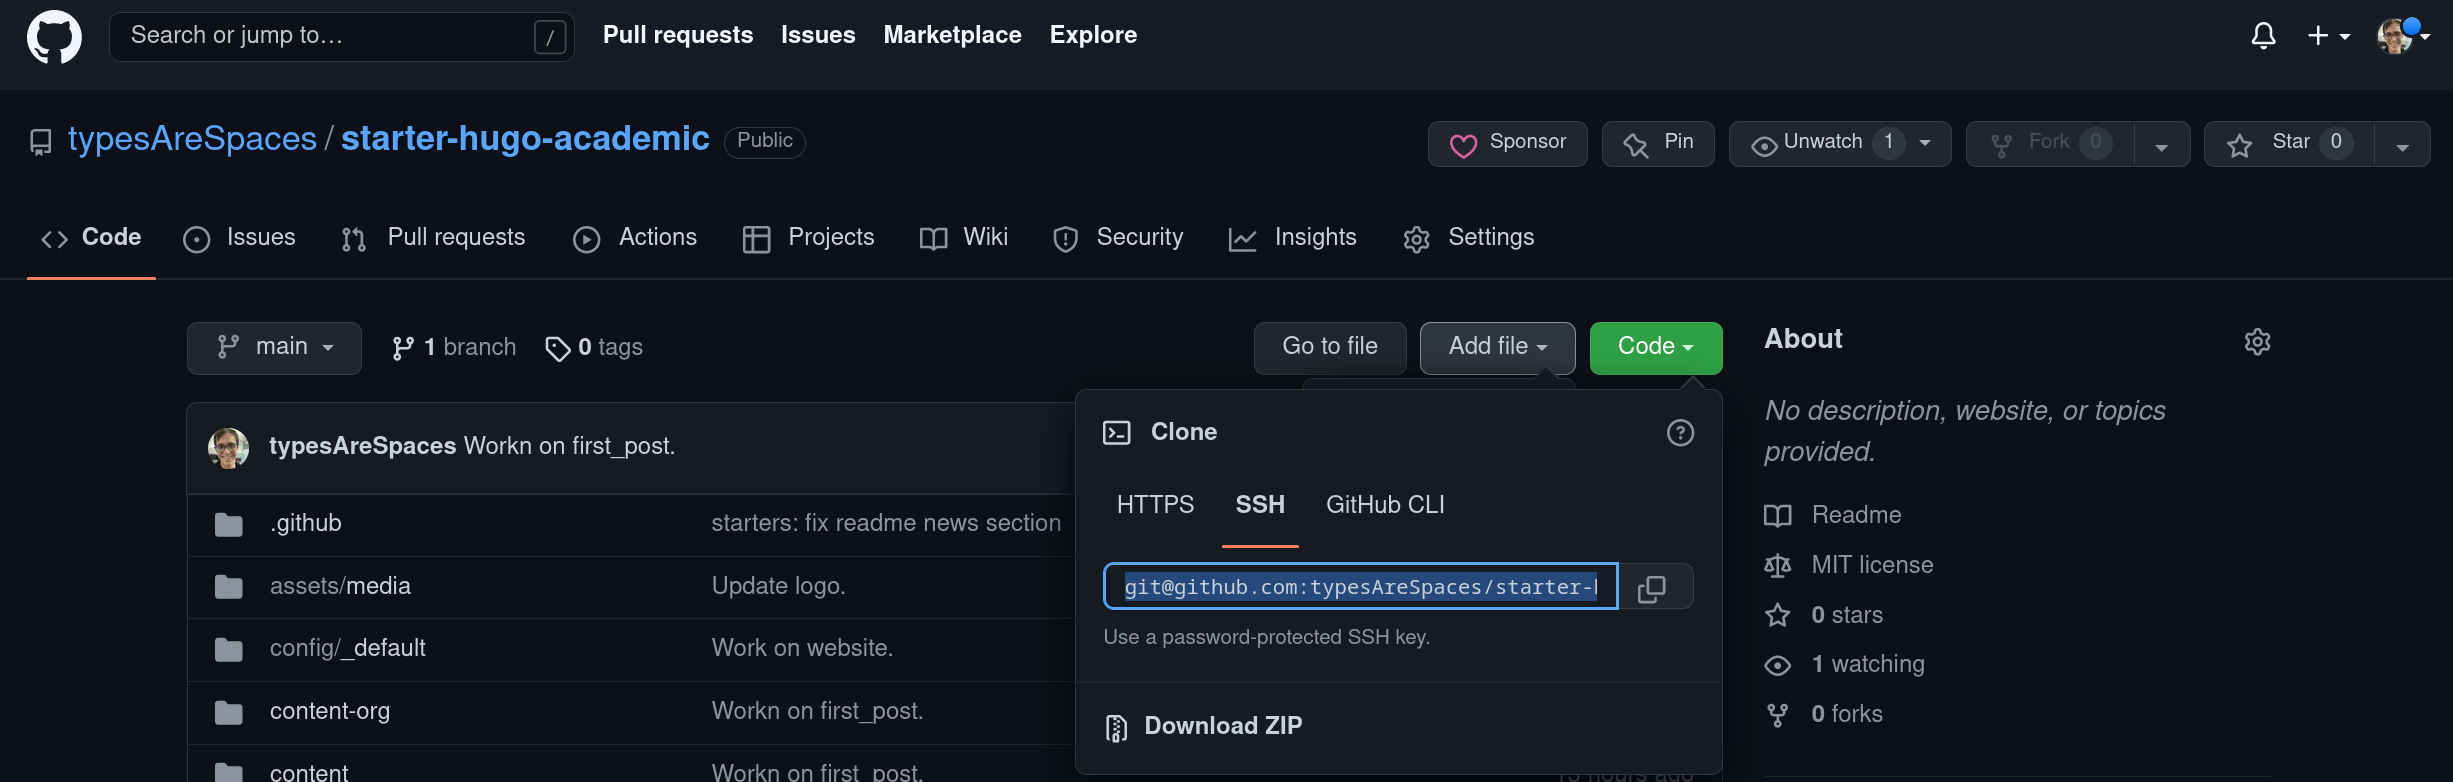 Search or jump to… /
Pull requests Issues Marketplace Explore
typesAreSpaces / starter-hugo-academic Public
Sponsor Pin Unwatch 1 Fork 0 Star 0
Code Issues Pull requests Actions Projects Wiki Security Insights Settings
main 1 branch 0 tags
Go to file Add file Code
typesAreSpaces Workn on first_post.
.github starters: fix readme news section
assets/media Update logo.
config/_default Work on website.
content-org Workn on first_post.
content Workn on first_post.
Clone
HTTPS SSH GitHub CLI
git@github.com:typesAreSpaces/starter-
Use a password-protected SSH key.
Download ZIP
hours ago
About
No description, website, or topics
provided.
Readme
MIT license
0 stars
1 watching
0 forks